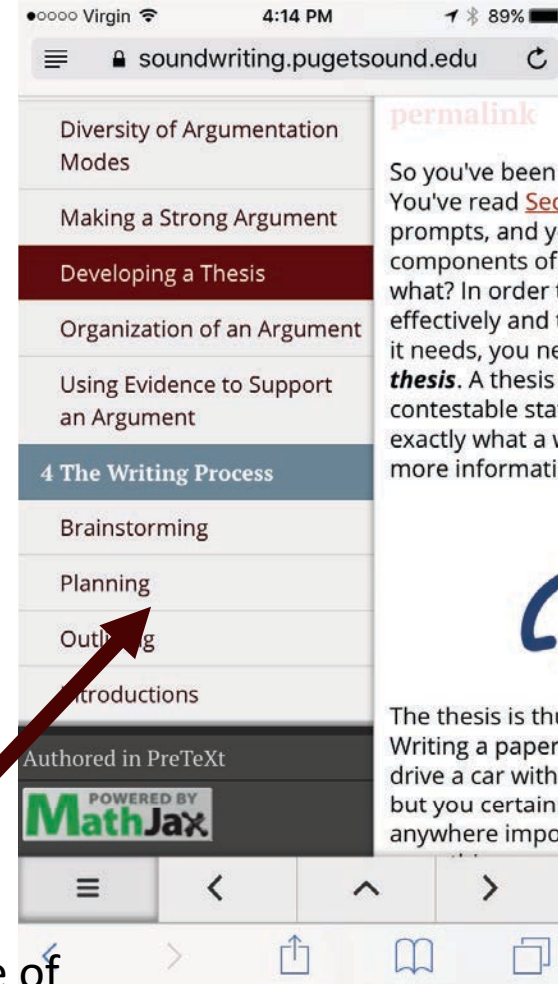 Virgin 4:14 PM 89%
soundwriting.pugetsound.edu
Diversity of Argumentation
Modes
Making a Strong Argument
Developing a Thesis
Organization of an Argument
Using Evidence to Support
an Argument
4 The Writing Process
Brainstorming
Planning
Introductions
Authored in PreTeXt
POWERED BY
MathJax
permalink
So you've been
You've read
prompts, and
components of
what? In order
effectively and
it needs, you
thesis. A thesis
contestable
exactly what a
more
The thesis is
Writing a paper
drive a car with
but you
anywhere
of